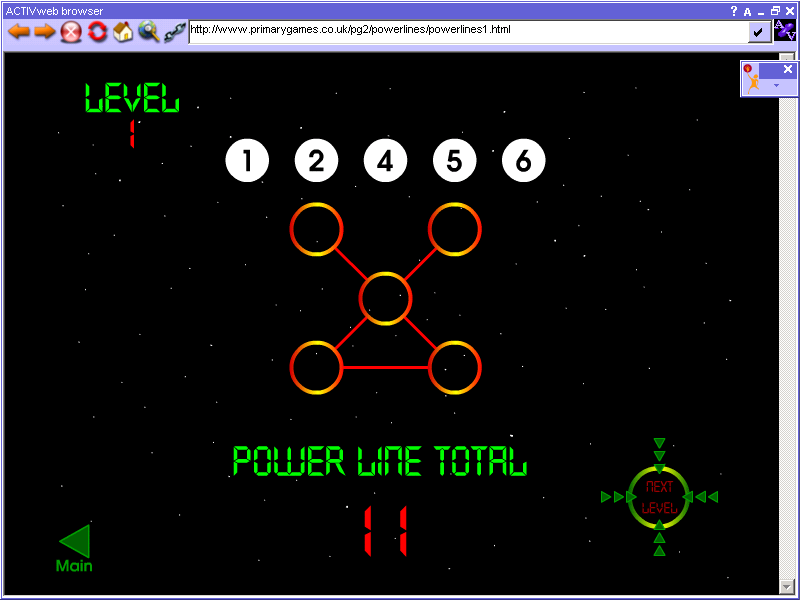 ACTIVweb browser
? A
http://wwww.primarygames.co.uk/pg2/powerlines/powerlines1.html
A
V
LEVEL
1
1 2 4 5 6
POWER LINE TOTAL
11
NEXT
LEVEL
Main